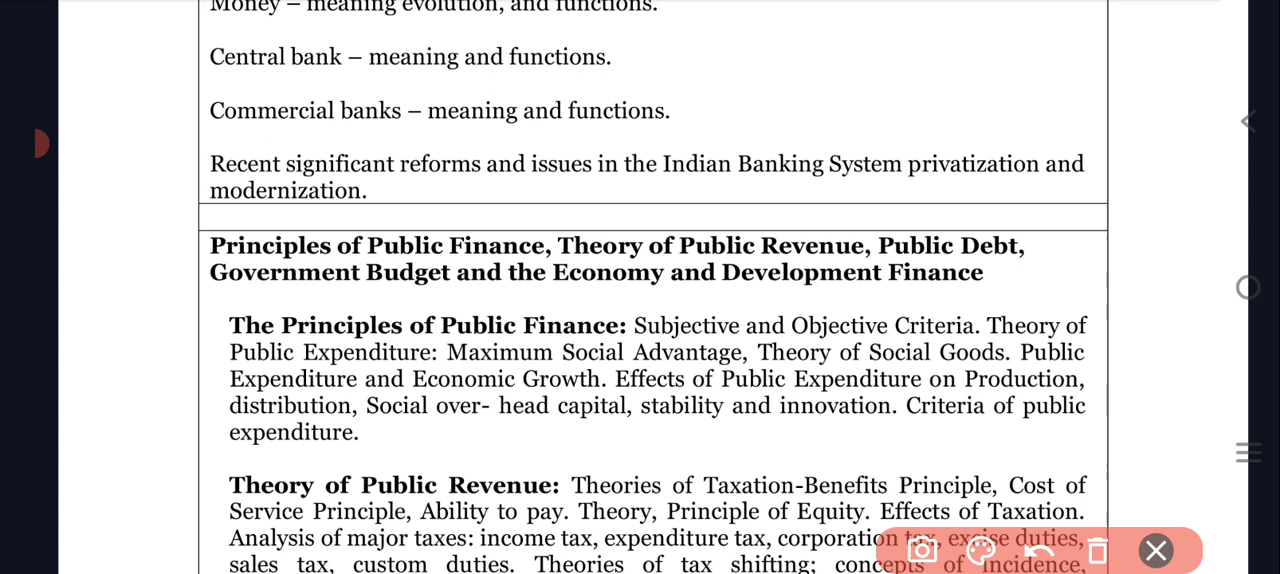 Money – meaning evolution, and functions.
Central bank – meaning and functions.
Commercial banks – meaning and functions.
Recent significant reforms and issues in the Indian Banking System privatization and
modernization.
Principles of Public Finance, Theory of Public Revenue, Public Debt,
Government Budget and the Economy and Development Finance
The Principles of Public Finance: Subjective and Objective Criteria. Theory of
Public Expenditure: Maximum Social Advantage, Theory of Social Goods. Public
Expenditure and Economic Growth. Effects of Public Expenditure on Production,
distribution, Social over- head capital, stability and innovation. Criteria of public
expenditure.
Theory of Public Revenue: Theories of Taxation-Benefits Principle, Cost of
Service Principle, Ability to pay. Theory, Principle of Equity. Effects of Taxation.
Analysis of major taxes: income tax, expenditure tax, corporation tax, excise duties,
sales tax, custom duties. Theories of tax shifting; concepts of incidence,